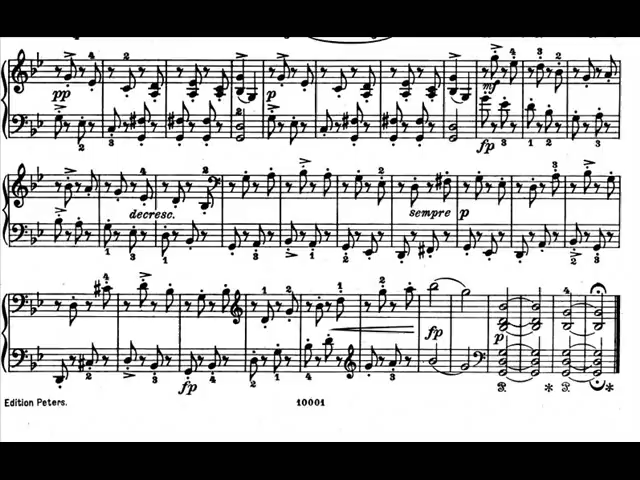 pp p mf
fp
decresc. sempre p
fp p
fp
Edition Peters. 10001